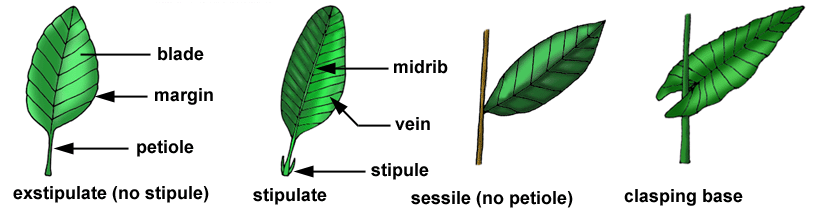 blade
margin
petiole
exstipulate (no stipule)
midrib
vein
stipule
stipulate
sessile (no petiole)
clasping base